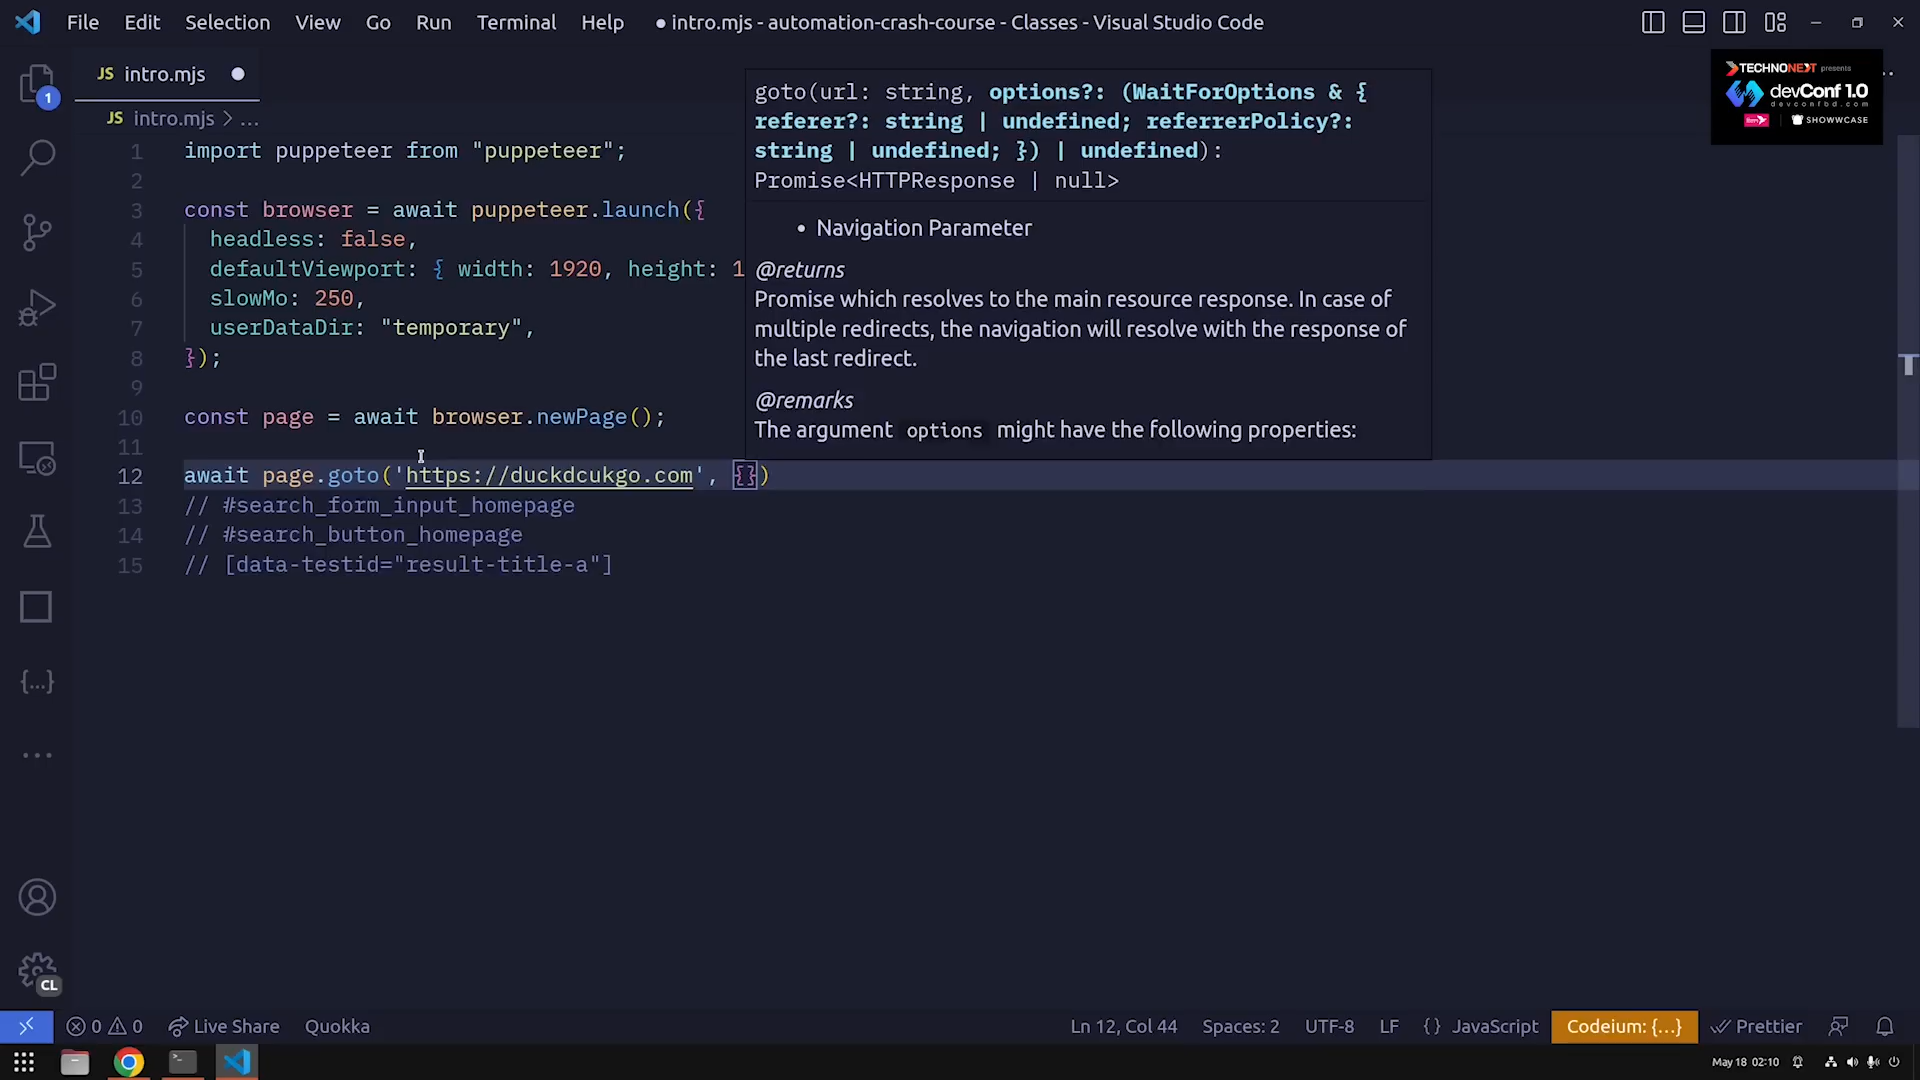 File Edit Selection View Go Run Terminal Help ● intro.mjs - automation-crash-course - Classes - Visual Studio Code
JS intro.mjs
TECHNONEXT presents
devConf 1.0
devconfbd.com
SHOWWCASE
1
JS intro.mjs > ...
goto(url: string, options?: (WaitForOptions & {
referer?: string | undefined; referrerPolicy?:
string | undefined; }) | undefined):
Promise<HTTPResponse | null>
• Navigation Parameter
@returns
Promise which resolves to the main resource response. In case of
multiple redirects, the navigation will resolve with the response of
the last redirect.
@remarks
The argument options might have the following properties:
1 import puppeteer from "puppeteer";
2
3 const browser = await puppeteer.launch({
4 headless: false,
5 defaultViewport: { width: 1920, height: 1
6 slowMo: 250,
7 userDataDir: "temporary",
8 });
9
10 const page = await browser.newPage();
11
12 await page.goto('https://duckdcukgo.com', {})
13 // #search_form_input_homepage
14 // #search_button_homepage
15 // [data-testid="result-title-a"]
CL
0 0 Live Share Quokka Ln 12, Col 44 Spaces: 2 UTF-8 LF {} JavaScript Codeium: {...} Prettier
May 18 02:10